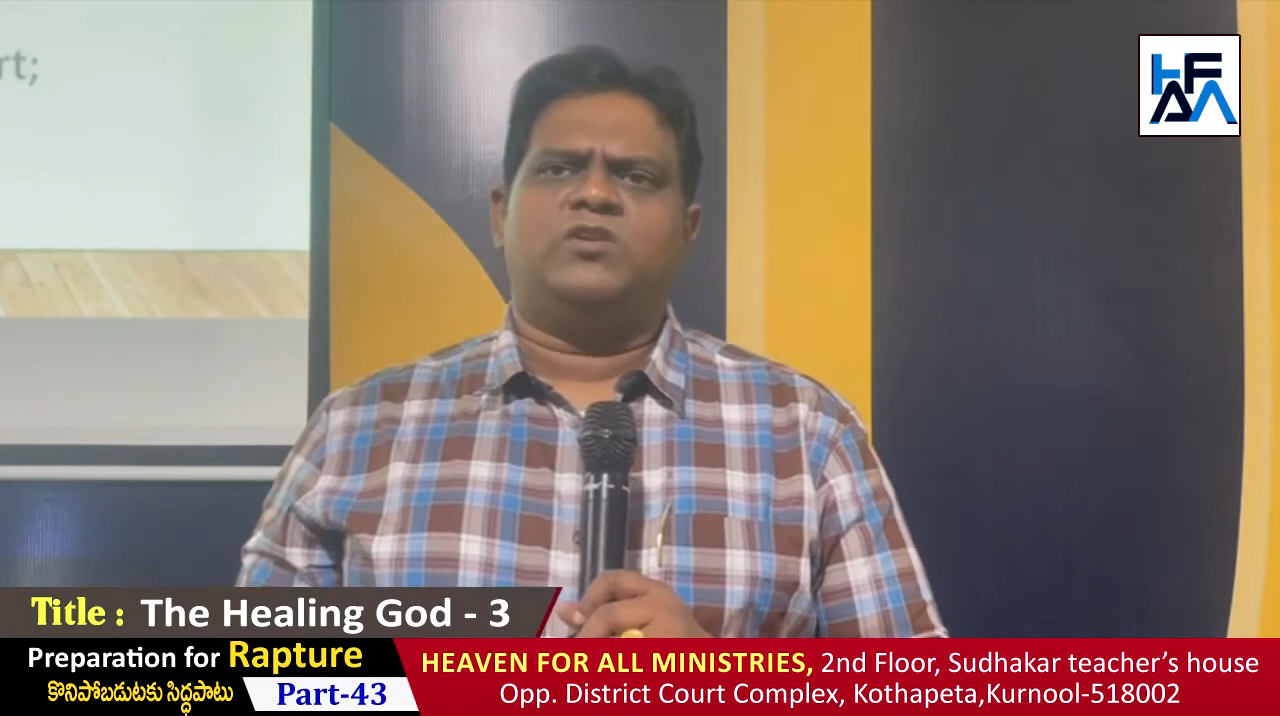 rt;
HFAM
Title : The Healing God - 3
Preparation for Rapture
కొనిపోబడుటకు సిద్ధపాటు
Part-43
HEAVEN FOR ALL MINISTRIES, 2nd Floor, Sudhakar teacher's house
Opp. District Court Complex, Kothapeta,Kurnool-518002